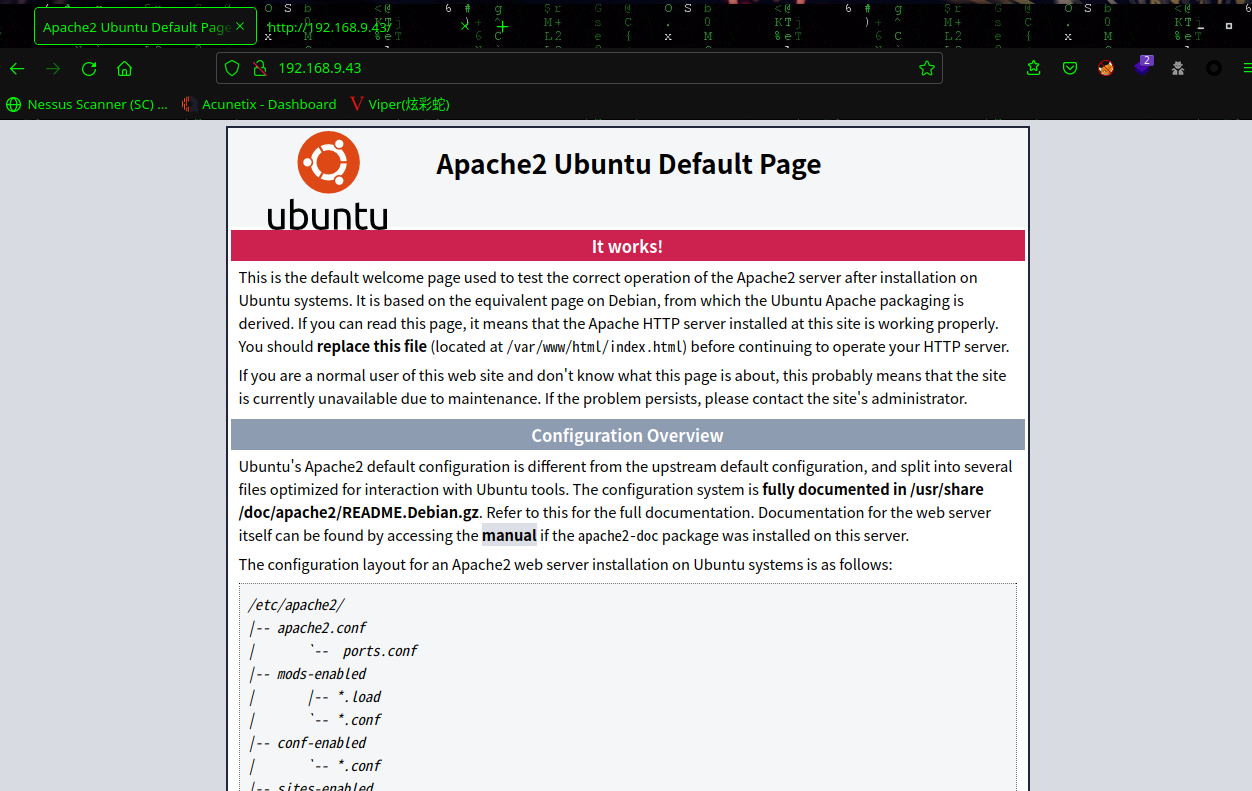 Apache2 Ubuntu Default Page
http://192.168.9.43/
192.168.9.43
2
Nessus Scanner (SC) ...
Acunetix - Dashboard
Viper(炫彩蛇)
ubuntu
Apache2 Ubuntu Default Page
It works!
This is the default welcome page used to test the correct operation of the Apache2 server after installation on
Ubuntu systems. It is based on the equivalent page on Debian, from which the Ubuntu Apache packaging is
derived. If you can read this page, it means that the Apache HTTP server installed at this site is working properly.
You should replace this file (located at /var/www/html/index.html) before continuing to operate your HTTP server.
If you are a normal user of this web site and don't know what this page is about, this probably means that the site
is currently unavailable due to maintenance. If the problem persists, please contact the site's administrator.
Configuration Overview
Ubuntu's Apache2 default configuration is different from the upstream default configuration, and split into several
files optimized for interaction with Ubuntu tools. The configuration system is fully documented in /usr/share
/doc/apache2/README.Debian.gz. Refer to this for the full documentation. Documentation for the web server
itself can be found by accessing the manual if the apache2-doc package was installed on this server.
The configuration layout for an Apache2 web server installation on Ubuntu systems is as follows:
/etc/apache2/
|-- apache2.conf
|       `--  ports.conf
|-- mods-enabled
|       |-- *.load
|       `-- *.conf
|-- conf-enabled
|       `-- *.conf
|-- sites-enabled